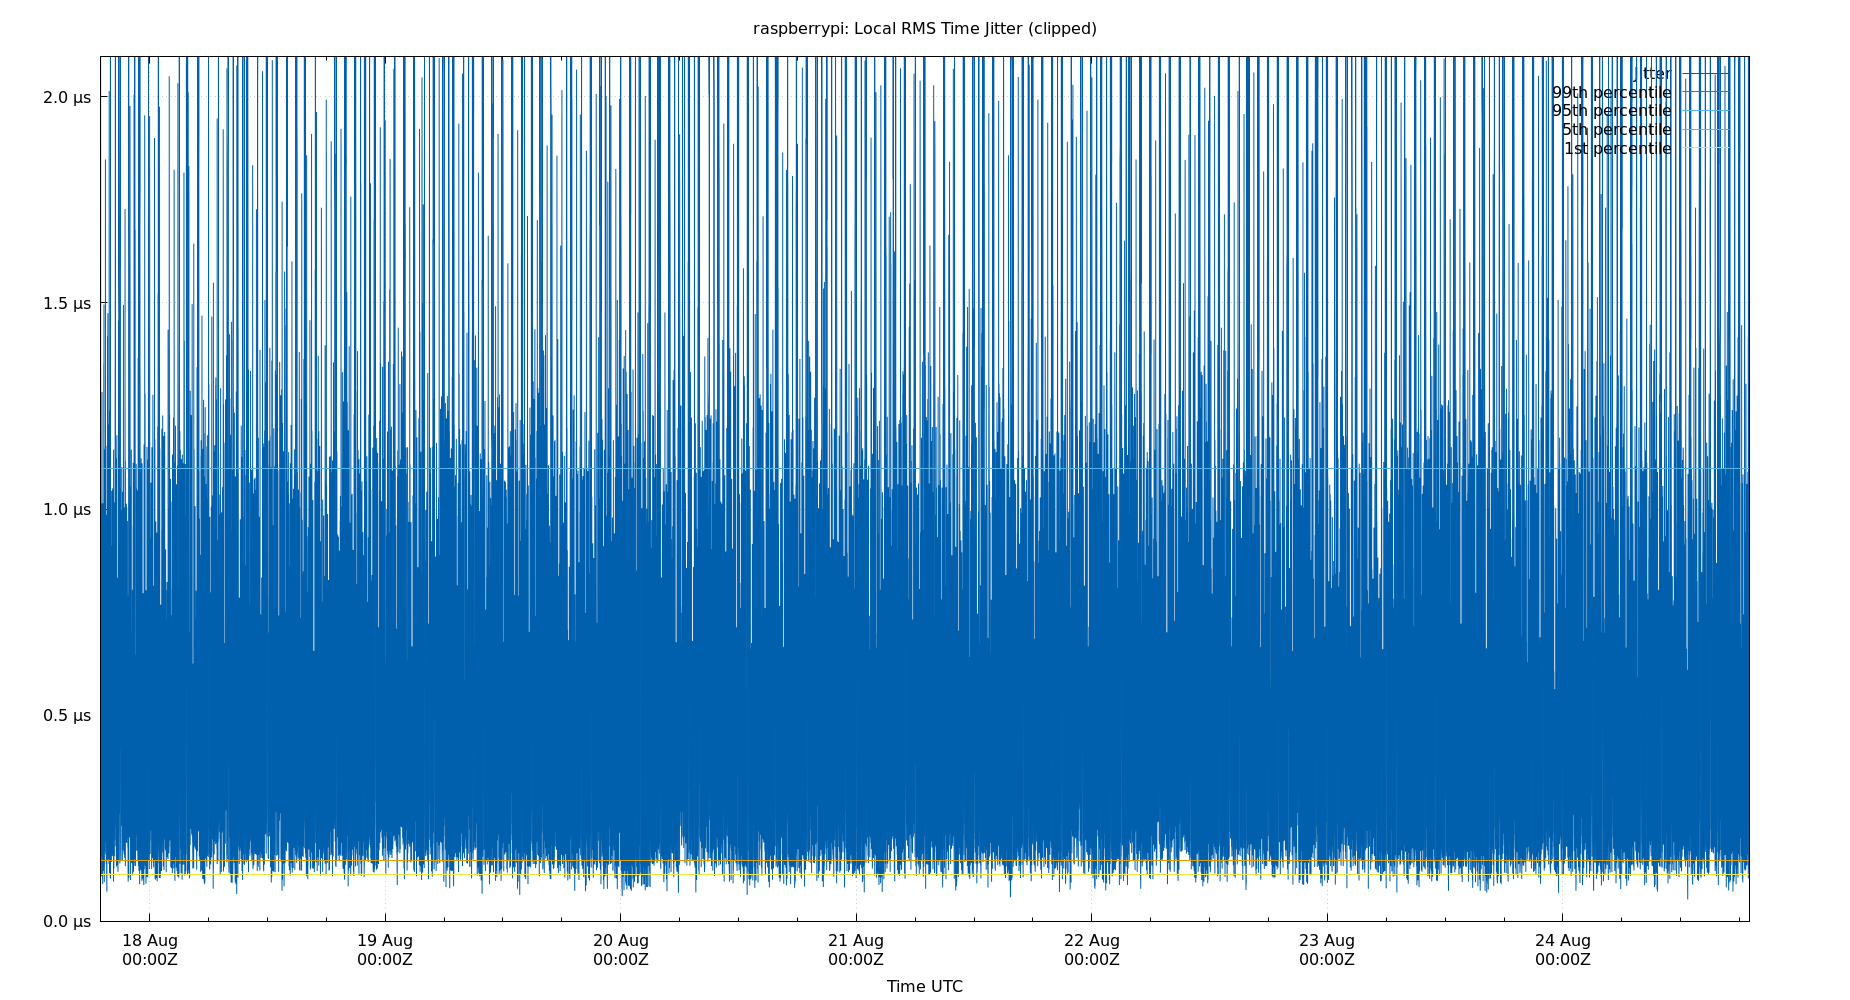 raspberrypi: Local RMS Time Jitter (clipped)
2.0 µs
1.5 µs
1.0 µs
0.5 µs
0.0 µs
Jitter
99th percentile
95th percentile
5th percentile
1st percentile
18 Aug 19 Aug 20 Aug 21 Aug 22 Aug 23 Aug 24 Aug
00:00Z 00:00Z 00:00Z 00:00Z 00:00Z 00:00Z 00:00Z
Time UTC